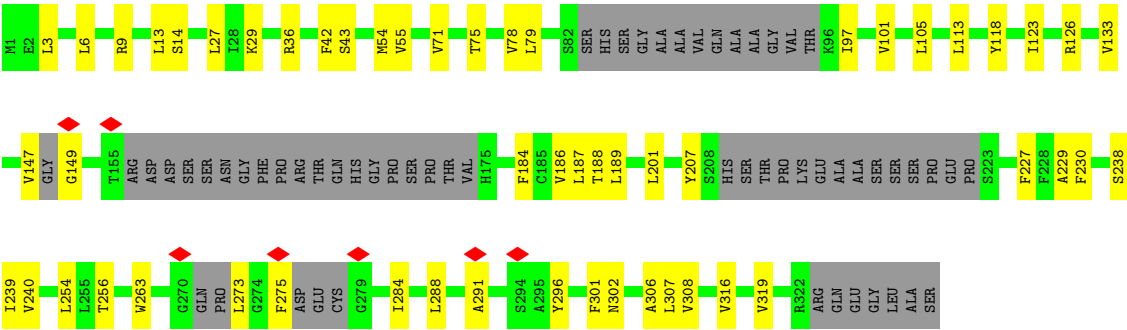 M1 E2 L3 L6 R9 L13 S14 L27 I28 K29 R36 F42 S43 M54 V55 V71 T75 V78 L79 S82 SER HIS SER GLY ALA ALA VAL GLN ALA ALA GLY VAL THR K96 I97 V101 L105 L113 Y118 I123 R126 V133
V147 GLY G149 T155 ARG ASP ASP SER SER ASN GLY PHE PRO ARG THR GLN HIS GLY PRO SER PRO THR VAL H175 F184 C185 V186 L187 T188 L189 L201 Y207 S208 HIS SER THR PRO LYS GLU ALA ALA SER SER SER PRO GLU PRO S223 F227 F228 A229 F230 S238
I239 V240 L254 L255 T256 W263 G270 GLN PRO L273 G274 F275 ASP GLU CYS G279 I284 L288 A291 S294 A295 Y296 F301 N302 A306 L307 V308 V316 V319 R322 ARG GLN GLU GLY LEU ALA SER